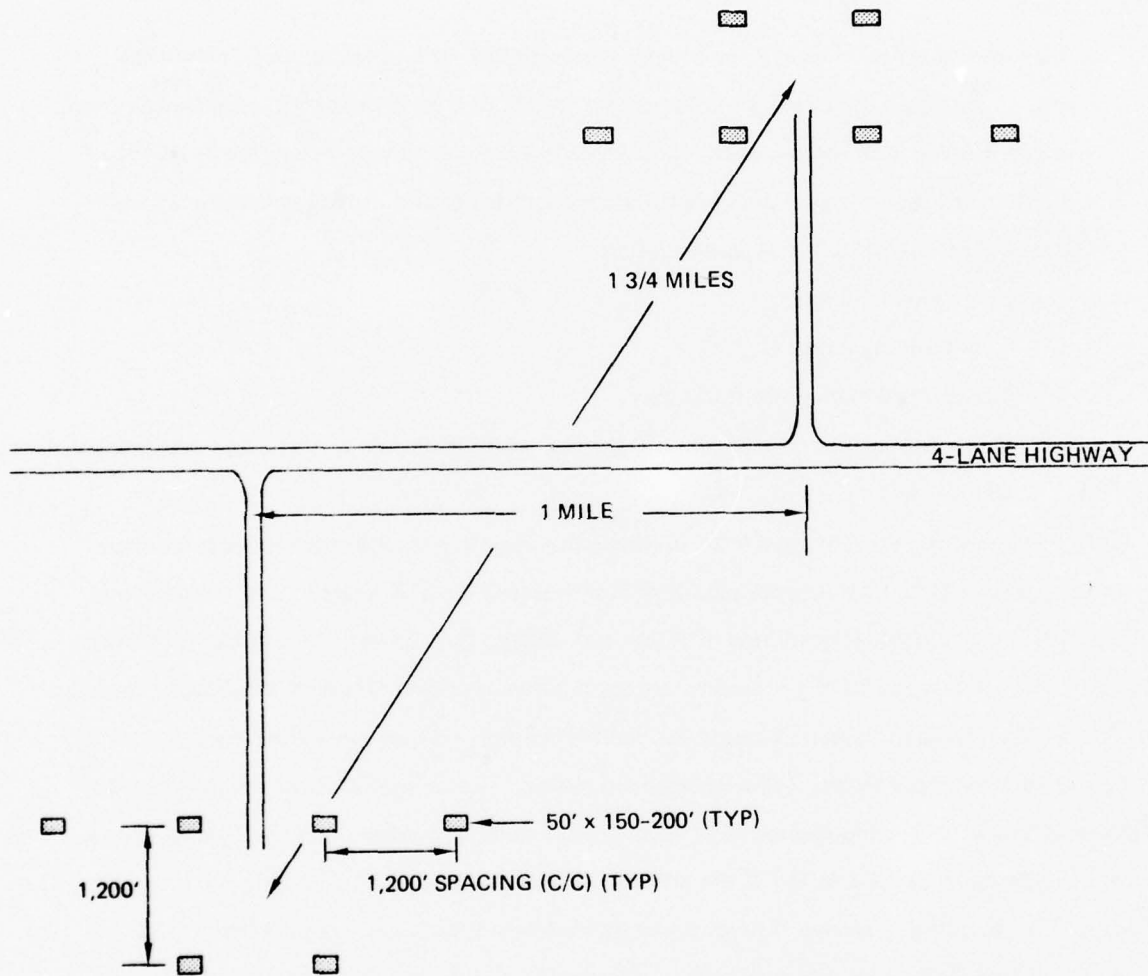 1 3/4 MILES
4-LANE HIGHWAY
1 MILE
50' x 150-200' (TYP)
1,200'
1,200' SPACING (C/C) (TYP)